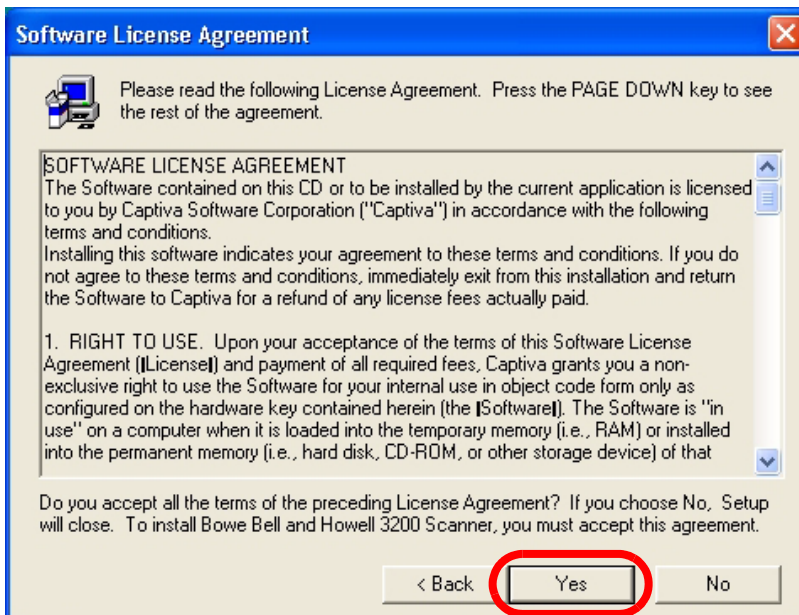 Software License Agreement
Please read the following License Agreement. Press the PAGE DOWN key to see
the rest of the agreement.
SOFTWARE LICENSE AGREEMENT
The Software contained on this CD or to be installed by the current application is licensed
to you by Captiva Software Corporation ("Captiva") in accordance with the following
terms and conditions.
Installing this software indicates your agreement to these terms and conditions. If you do
not agree to these terms and conditions, immediately exit from this installation and return
the Software to Captiva for a refund of any license fees actually paid.
1. RIGHT TO USE. Upon your acceptance of the terms of this Software License
Agreement (❙License❙) and payment of all required fees, Captiva grants you a non-
exclusive right to use the Software for your internal use in object code form only as
configured on the hardware key contained herein (the ❙Software❙). The Software is "in
use" on a computer when it is loaded into the temporary memory (i.e., RAM) or installed
into the permanent memory (i.e., hard disk, CD-ROM, or other storage device) of that
Do you accept all the terms of the preceding License Agreement? If you choose No, Setup
will close. To install Bowe Bell and Howell 3200 Scanner, you must accept this agreement.
< Back
Yes
No